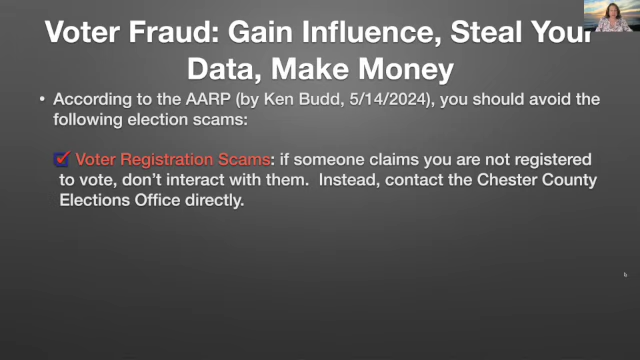 Voter Fraud: Gain Influence, Steal Your
Data, Make Money
• According to the AARP (by Ken Budd, 5/14/2024), you should avoid the
following election scams:
Voter Registration Scams: if someone claims you are not registered
to vote, don’t interact with them.  Instead, contact the Chester County
Elections Office directly.